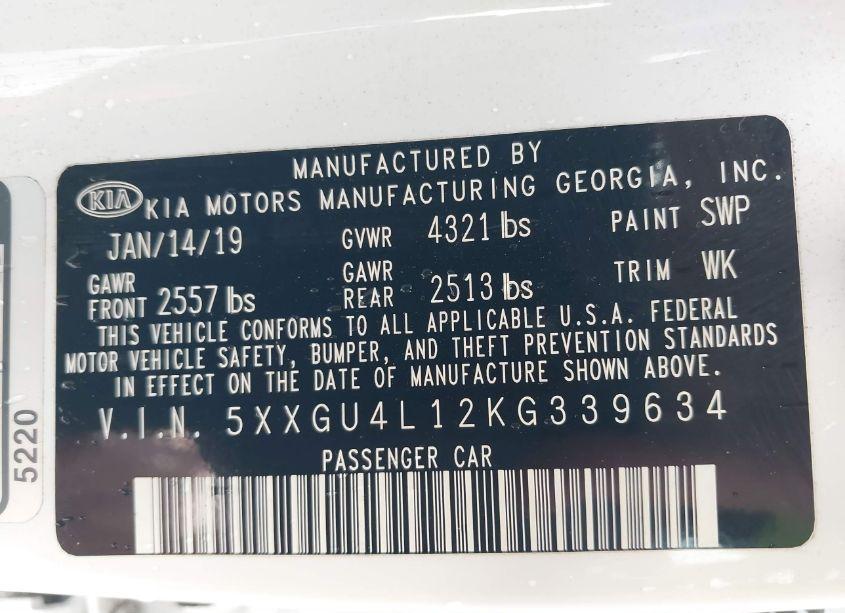 MANUFACTURED BY
KIA KIA MOTORS MANUFACTURING GEORGIA, INC.
JAN/14/19 GVWR 4321 lbs PAINT SWP
GAWR FRONT 2557 lbs GAWR REAR 2513 lbs TRIM WK
THIS VEHICLE CONFORMS TO ALL APPLICABLE U.S.A. FEDERAL
MOTOR VEHICLE SAFETY, BUMPER, AND THEFT PREVENTION STANDARDS
IN EFFECT ON THE DATE OF MANUFACTURE SHOWN ABOVE.
V.I.N. 5XXGU4L12KG339634
PASSENGER CAR
5220